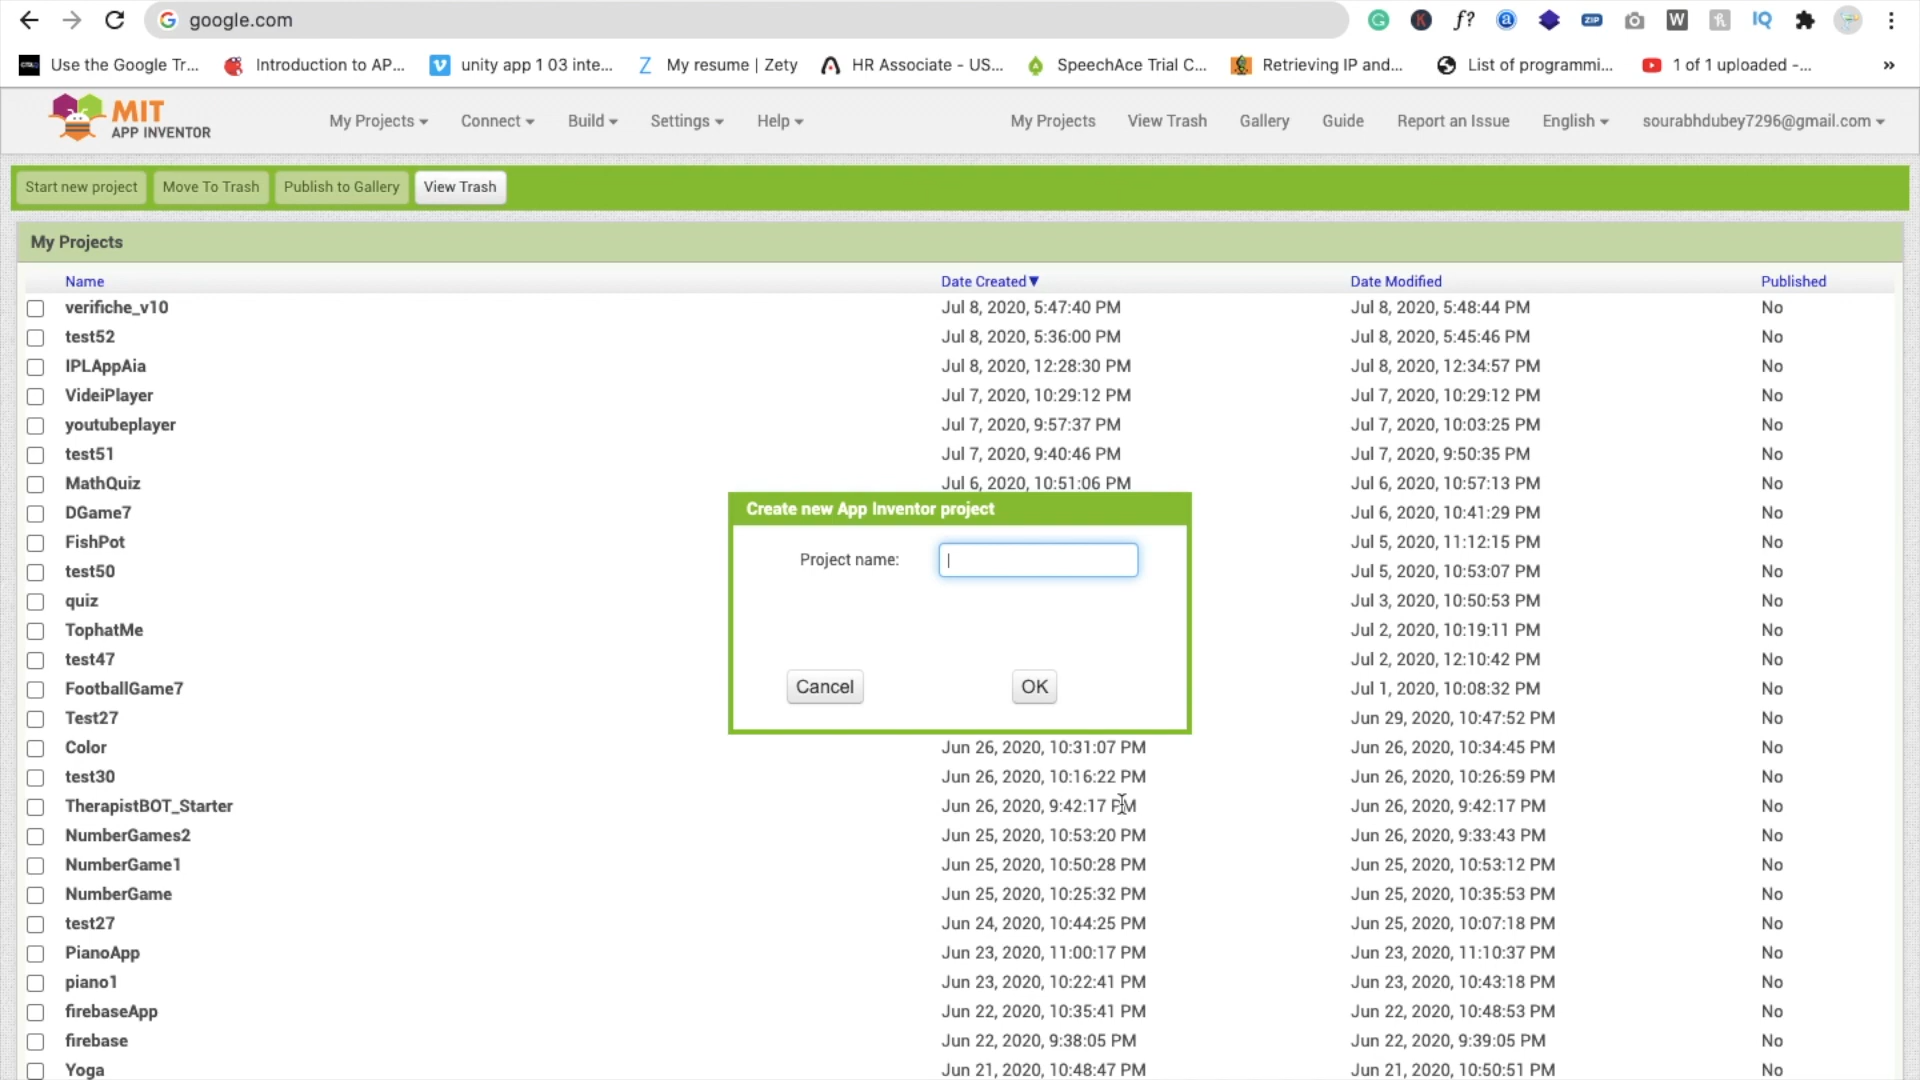 google.com
Use the Google Tr...
Introduction to AP...
unity app 1 03 inte...
My resume | Zety
HR Associate - US...
SpeechAce Trial C...
Retrieving IP and...
List of programmi...
1 of 1 uploaded -...
»
MIT
APP INVENTOR
My Projects
Connect
Build
Settings
Help
My Projects
View Trash
Gallery
Guide
Report an Issue
English
sourabhdubey7296@gmail.com
Start new project
Move To Trash
Publish to Gallery
View Trash
My Projects
Name Date Created▼ Date Modified Published
verifiche_v10 Jul 8, 2020, 5:47:40 PM Jul 8, 2020, 5:48:44 PM No
test52 Jul 8, 2020, 5:36:00 PM Jul 8, 2020, 5:45:46 PM No
IPLAppAia Jul 8, 2020, 12:28:30 PM Jul 8, 2020, 12:34:57 PM No
VideiPlayer Jul 7, 2020, 10:29:12 PM Jul 7, 2020, 10:29:12 PM No
youtubeplayer Jul 7, 2020, 9:57:37 PM Jul 7, 2020, 10:03:25 PM No
test51 Jul 7, 2020, 9:40:46 PM Jul 7, 2020, 9:50:35 PM No
MathQuiz Jul 6, 2020, 10:51:06 PM Jul 6, 2020, 10:57:13 PM No
DGame7 Jul 6, 2020, 10:41:29 PM No
FishPot Jul 5, 2020, 11:12:15 PM No
test50 Jul 5, 2020, 10:53:07 PM No
quiz Jul 3, 2020, 10:50:53 PM No
TophatMe Jul 2, 2020, 10:19:11 PM No
test47 Jul 2, 2020, 12:10:42 PM No
FootballGame7 Jul 1, 2020, 10:08:32 PM No
Test27 Jun 29, 2020, 10:47:52 PM No
Color Jun 26, 2020, 10:31:07 PM Jun 26, 2020, 10:34:45 PM No
test30 Jun 26, 2020, 10:16:22 PM Jun 26, 2020, 10:26:59 PM No
TherapistBOT_Starter Jun 26, 2020, 9:42:17 PM Jun 26, 2020, 9:42:17 PM No
NumberGames2 Jun 25, 2020, 10:53:20 PM Jun 26, 2020, 9:33:43 PM No
NumberGame1 Jun 25, 2020, 10:50:28 PM Jun 25, 2020, 10:53:12 PM No
NumberGame Jun 25, 2020, 10:25:32 PM Jun 25, 2020, 10:35:53 PM No
test27 Jun 24, 2020, 10:44:25 PM Jun 25, 2020, 10:07:18 PM No
PianoApp Jun 23, 2020, 11:00:17 PM Jun 23, 2020, 11:10:37 PM No
piano1 Jun 23, 2020, 10:22:41 PM Jun 23, 2020, 10:43:18 PM No
firebaseApp Jun 22, 2020, 10:35:41 PM Jun 22, 2020, 10:48:53 PM No
firebase Jun 22, 2020, 9:38:05 PM Jun 22, 2020, 9:39:05 PM No
Yoga Jun 21, 2020, 10:48:47 PM Jun 21, 2020, 10:50:51 PM No
Create new App Inventor project
Project name:
Cancel
OK